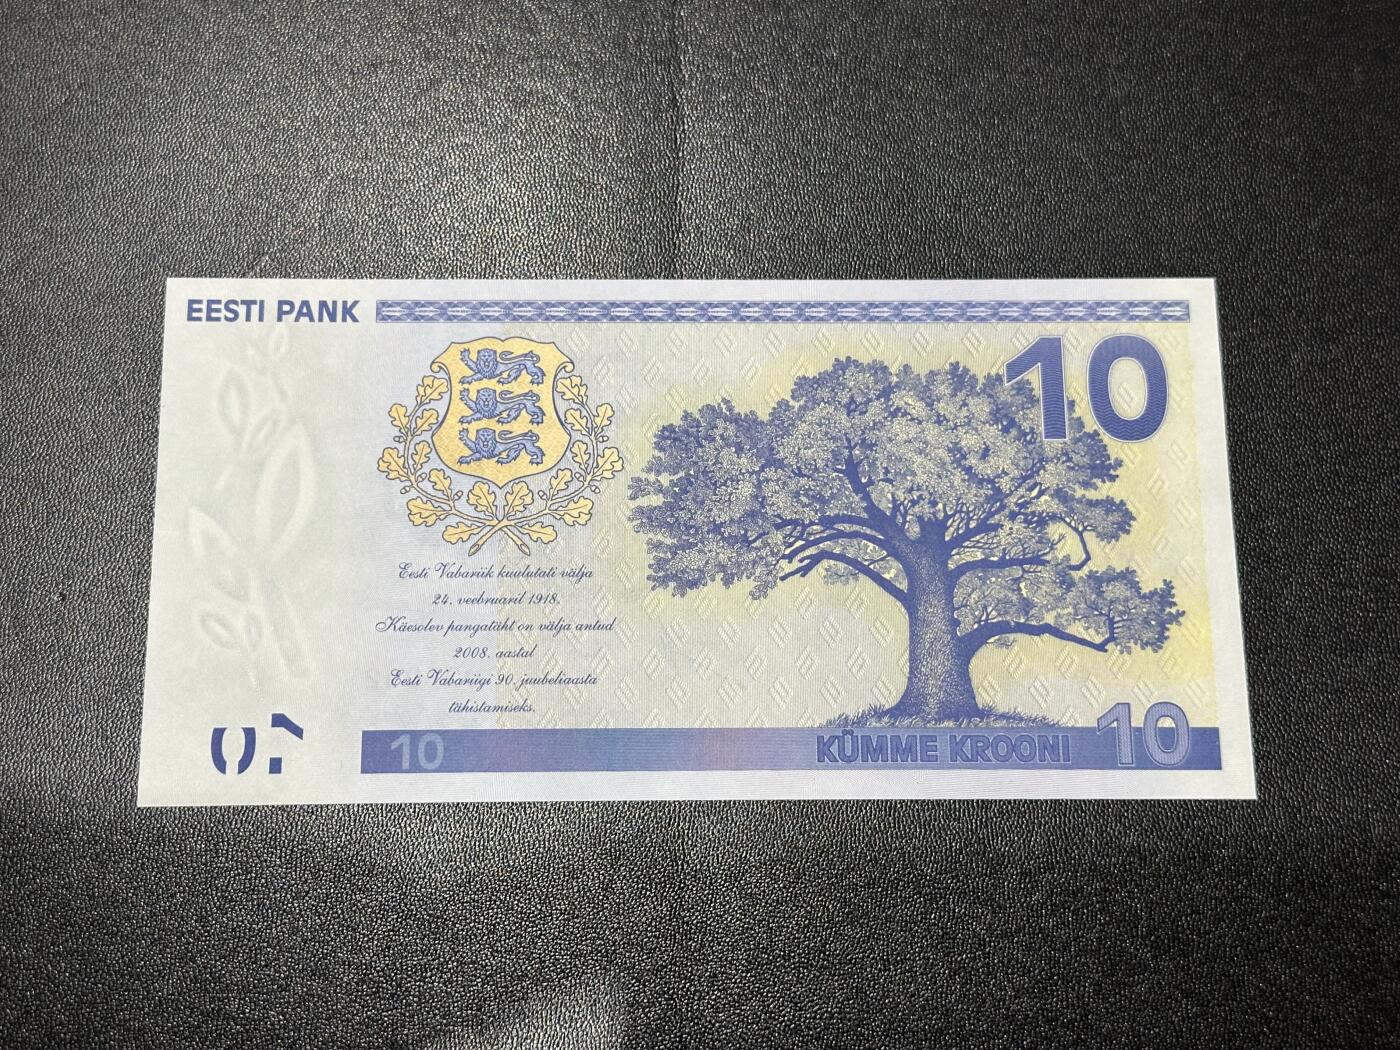 EESTI PANK
10
Eesti Vabariik kuulutati välja
24. veebruaril 1918.
Käesolev pangatäht on välja antud
2008. aastal
Eesti Vabariigi 90. juubeliaasta
tähistamiseks.
10
KÜMME KROONI
10